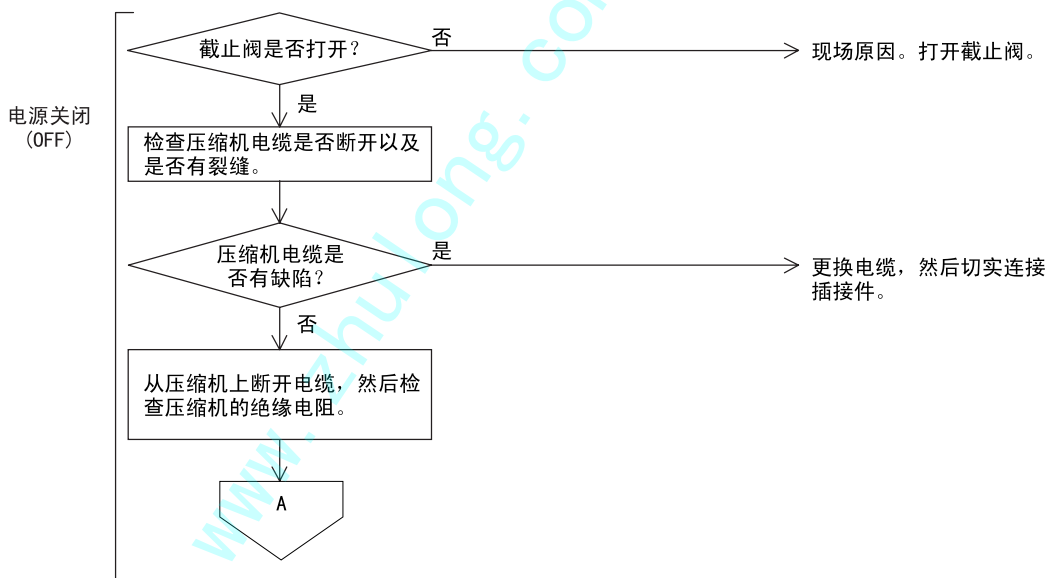 截止阀是否打开?
否
现场原因。打开截止阀。
电源关闭
(OFF)
是
检查压缩机电缆是否断开以及
是否有裂缝。
压缩机电缆是
否有缺陷?
是
更换电缆，然后切实连接
插接件。
否
从压缩机上断开电缆，然后检
查压缩机的绝缘电阻。
A
www.zhulong.com